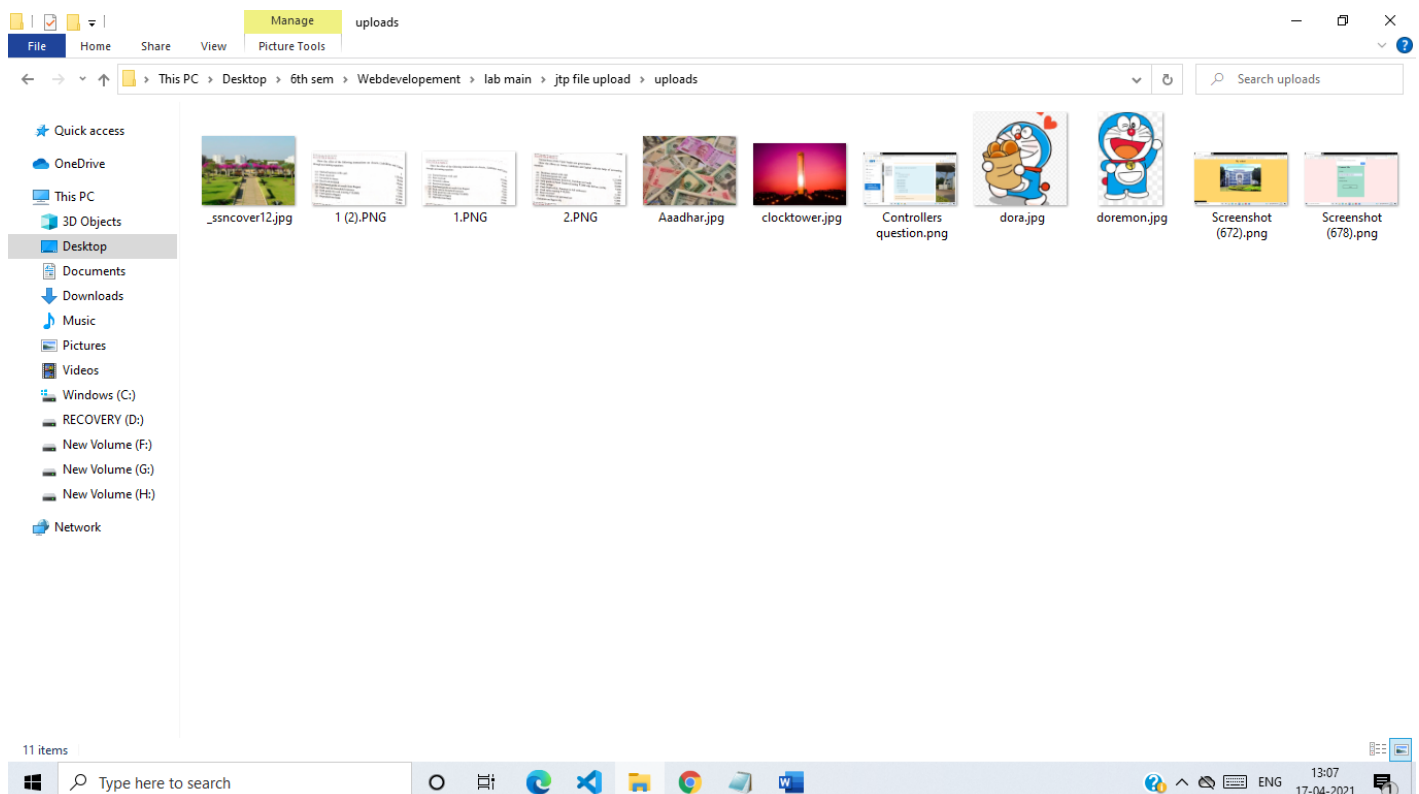 Manage
uploads
File
Home
Share
View
Picture Tools
This PC > Desktop > 6th sem > Webdevelopement > lab main > jtp file upload > uploads
Search uploads
Quick access
OneDrive
This PC
3D Objects
Desktop
Documents
Downloads
Music
Pictures
Videos
Windows (C:)
RECOVERY (D:)
New Volume (F:)
New Volume (G:)
New Volume (H:)
Network
_ssncover12.jpg
1 (2).PNG
1.PNG
2.PNG
Aaadhar.jpg
clocktower.jpg
Controllers
question.png
dora.jpg
doremon.jpg
Screenshot
(672).png
Screenshot
(678).png
11 items
Type here to search
ENG
13:07
17-04-2021